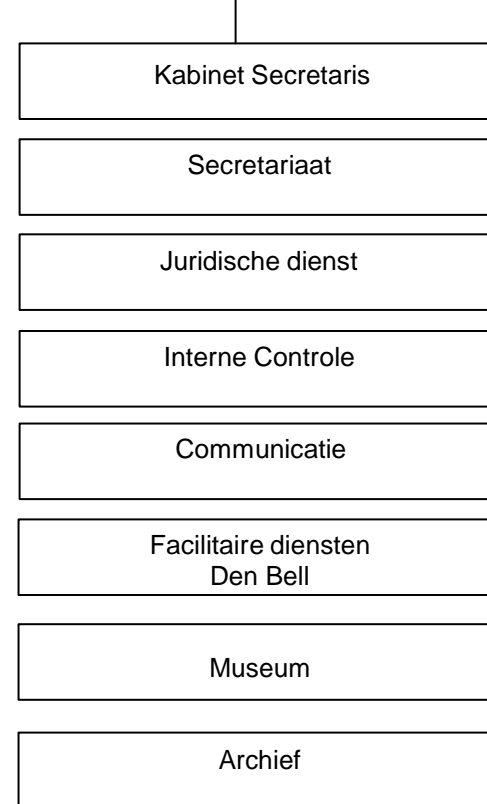 Kabinet Secretaris
Secretariaat
Juridische dienst
Interne Controle
Communicatie
Facilitaire diensten
Den Bell
Museum
Archief